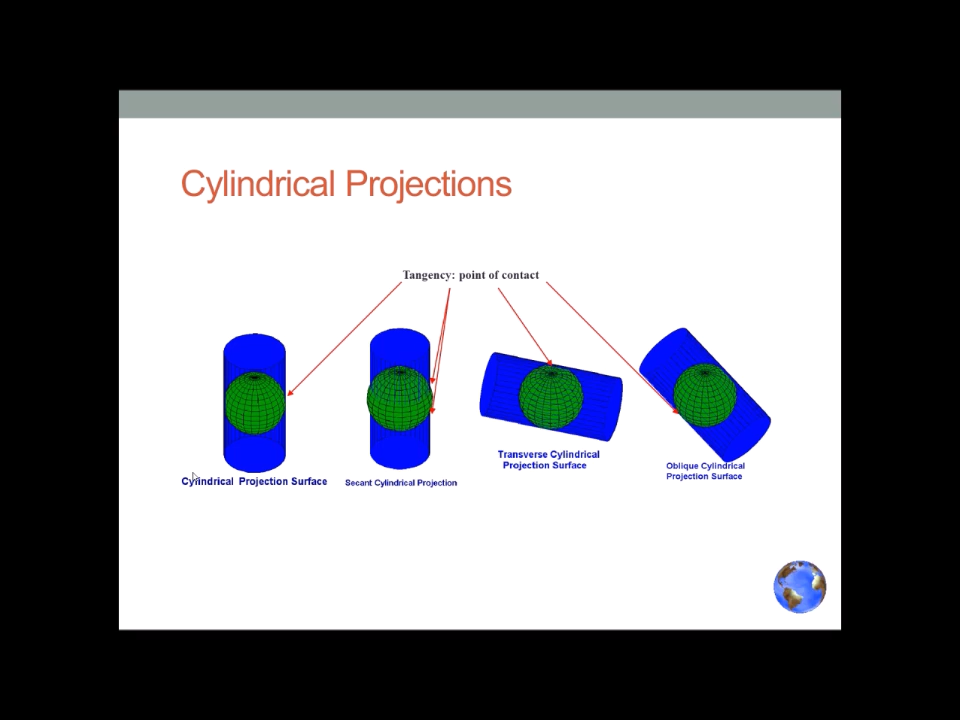 Cylindrical Projections
Tangency: point of contact
Cylindrical Projection Surface
Secant Cylindrical Projection
Transverse Cylindrical
Projection Surface
Oblique Cylindrical
Projection Surface